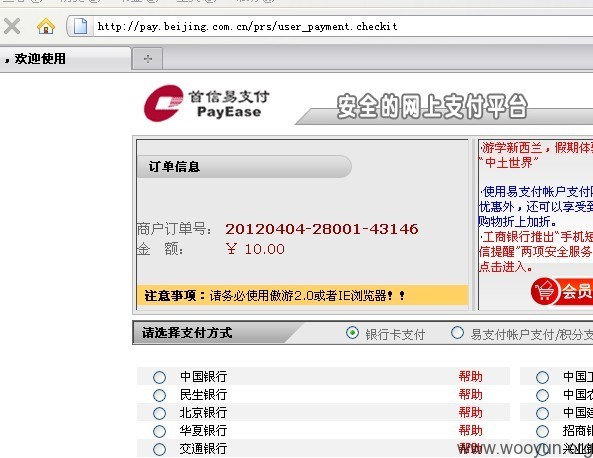 http://pay.beijing.com.cn/prs/user_payment.checkit
，欢迎使用
首信易支付
PayEase
安全的网上支付平台
订单信息
商户订单号： 20120404-28001-43146
金 额： ￥ 10.00
注意事项：请务必使用傲游2.0或者IE浏览器！！
·游学新西兰，假期体
“中土世界”
·使用易支付帐户支付
优惠外，还可以享受到
购物折上加折。
·工商银行推出“手机短
信提醒”两项安全服务
点击进入。
会员
请选择支付方式
银行卡支付
易支付帐户支付/积分支
中国银行 帮助
中国工
民生银行 帮助
中国农
北京银行 帮助
中国建
华夏银行 帮助
招商银
交通银行 帮助
兴业银
www.wooyun.org